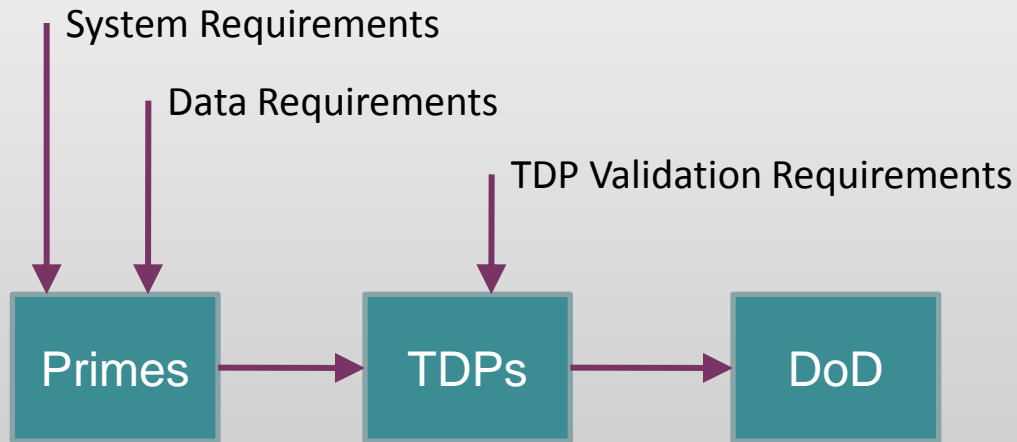 System Requirements
Data Requirements
TDP Validation Requirements
Primes
TDPs
DoD